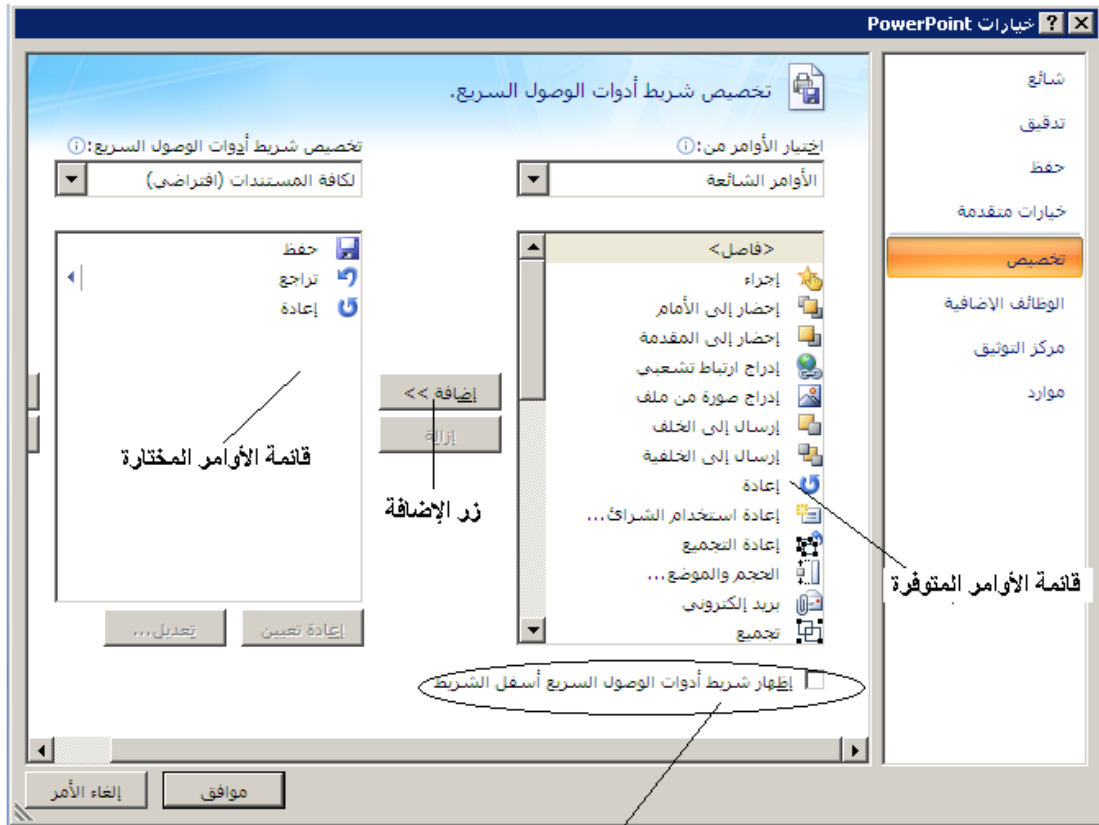 خيارات PowerPoint
شائع
تدقيق
حفظ
خيارات متقدمة
تخصيص
الوظائف الإضافية
مركز التوثيق
موارد
تخصيص شريط أدوات الوصول السريع.
اختيار الأوامر من:
الأوامر الشائعة
<فاصل>
إجراء
إحضار إلى الأمام
إحضار إلى المقدمة
إدراج ارتباط تشعبي
إدراج صورة من ملف
إرسال إلى الخلف
إرسال إلى الخلفية
إعادة
إعادة استخدام الشرائ...
إعادة التجميع
الحجم والموضع...
بريد إلكتروني
تجميع
قائمة الأوامر المتوفرة
إضافة >>
إزالة
زر الإضافة
تخصيص شريط أدوات الوصول السريع:
لكافة المستندات (افتراضي)
حفظ
تراجع
إعادة
قائمة الأوامر المختارة
إعادة تعيين
تعديل...
إظهار شريط أدوات الوصول السريع أسفل الشريط
موافق
إلغاء الأمر